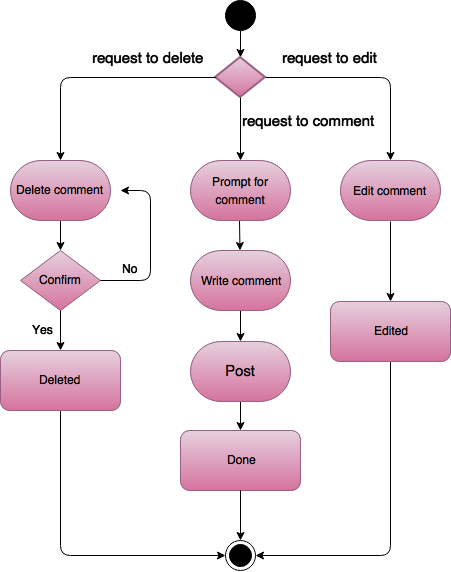 request to delete
request to edit
request to comment
Delete comment
Prompt for
comment
Edit comment
Confirm
No
Write comment
Yes
Edited
Deleted
Post
Done